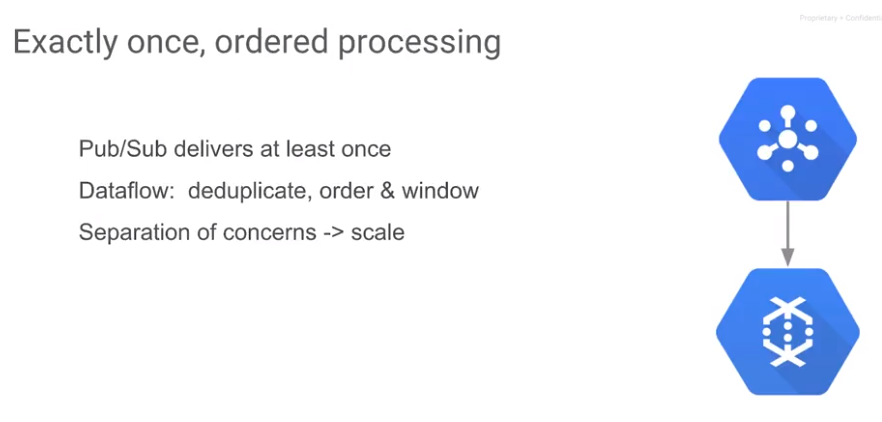 Proprietary + Confidential
Exactly once, ordered processing
Pub/Sub delivers at least once
Dataflow:  deduplicate, order & window
Separation of concerns -> scale